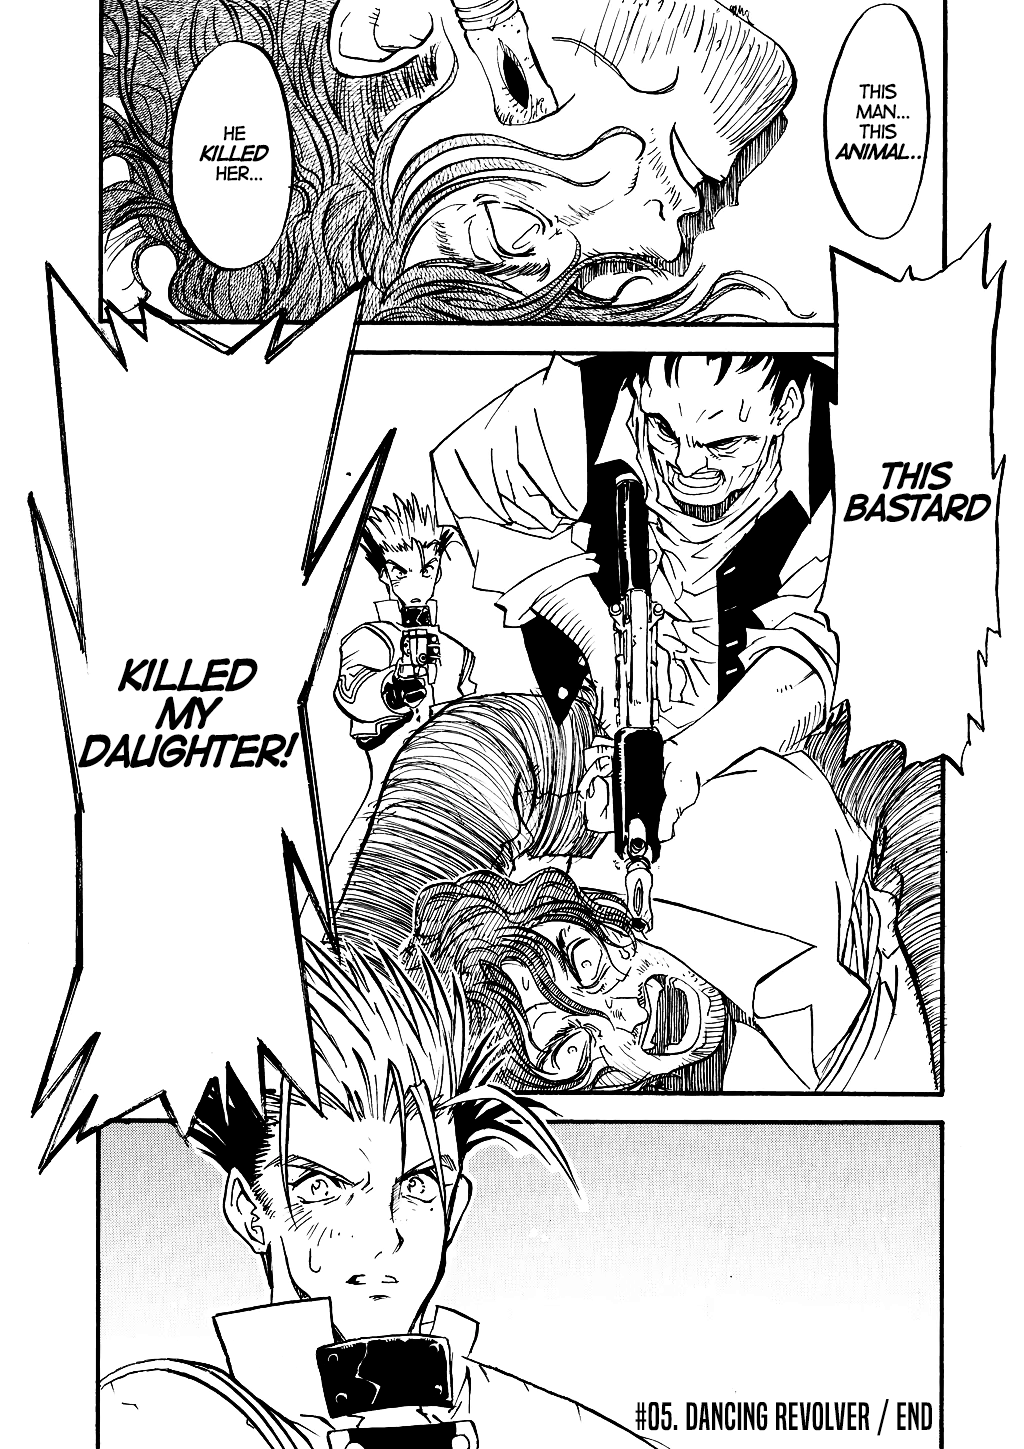 THIS
MAN...
THIS
ANIMAL...
HE
KILLED
HER...
THIS
BASTARD
KILLED
MY
DAUGHTER!
#05. DANCING REVOLVER / END